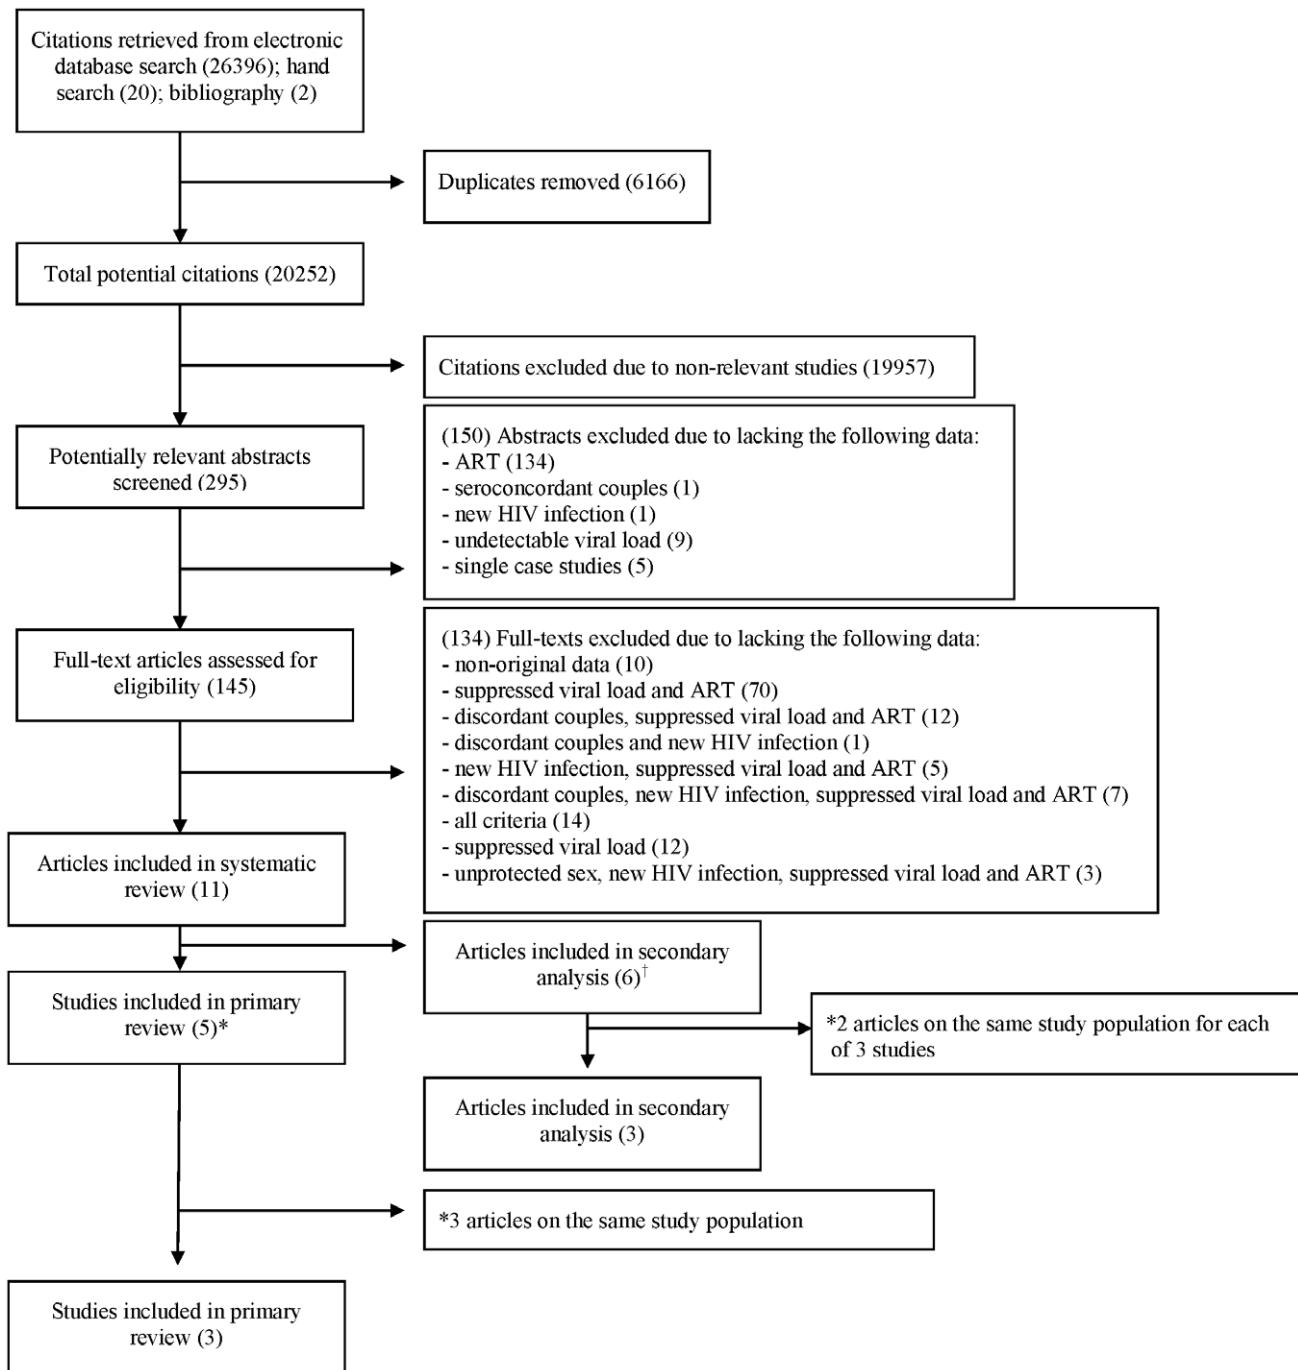 Citations retrieved from electronic
database search (26396); hand
search (20); bibliography (2)
Duplicates removed (6166)
Total potential citations (20252)
Citations excluded due to non-relevant studies (19957)
Potentially relevant abstracts
screened (295)
(150) Abstracts excluded due to lacking the following data:
- ART (134)
- seroconcordant couples (1)
- new HIV infection (1)
- undetectable viral load (9)
- single case studies (5)
Full-text articles assessed for
eligibility (145)
(134) Full-texts excluded due to lacking the following data:
- non-original data (10)
- suppressed viral load and ART (70)
- discordant couples, suppressed viral load and ART (12)
- discordant couples and new HIV infection (1)
- new HIV infection, suppressed viral load and ART (5)
- discordant couples, new HIV infection, suppressed viral load and ART (7)
- all criteria (14)
- suppressed viral load (12)
- unprotected sex, new HIV infection, suppressed viral load and ART (3)
Articles included in systematic
review (11)
Articles included in secondary
analysis (6)†
Studies included in primary
review (5)*
*2 articles on the same study population for each
of 3 studies
Articles included in secondary
analysis (3)
*3 articles on the same study population
Studies included in primary
review (3)